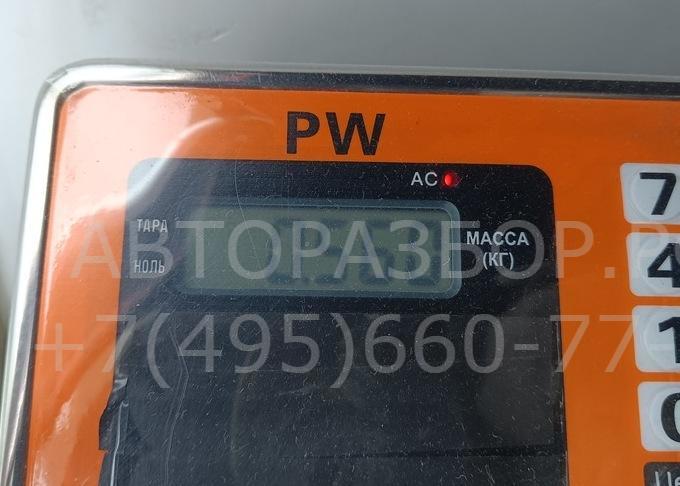 PW
AC
ТАРА
НОЛЬ
МАССА
(КГ)
7
4
1
0
АВТОРАЗБОР.Р
+7(495)660-77-